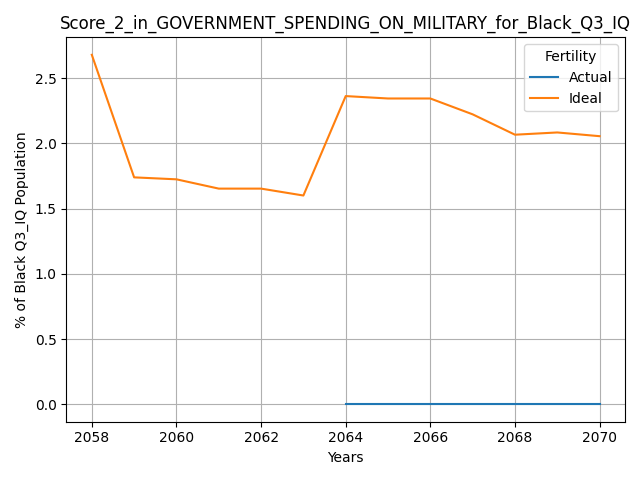 Score_2_in_GOVERNMENT_SPENDING_ON_MILITARY_for_Black_Q3_IQ
Fertility
Actual
Ideal
% of Black Q3_IQ Population
2.5
2.0
1.5
1.0
0.5
0.0
2058 2060 2062 2064 2066 2068 2070
Years